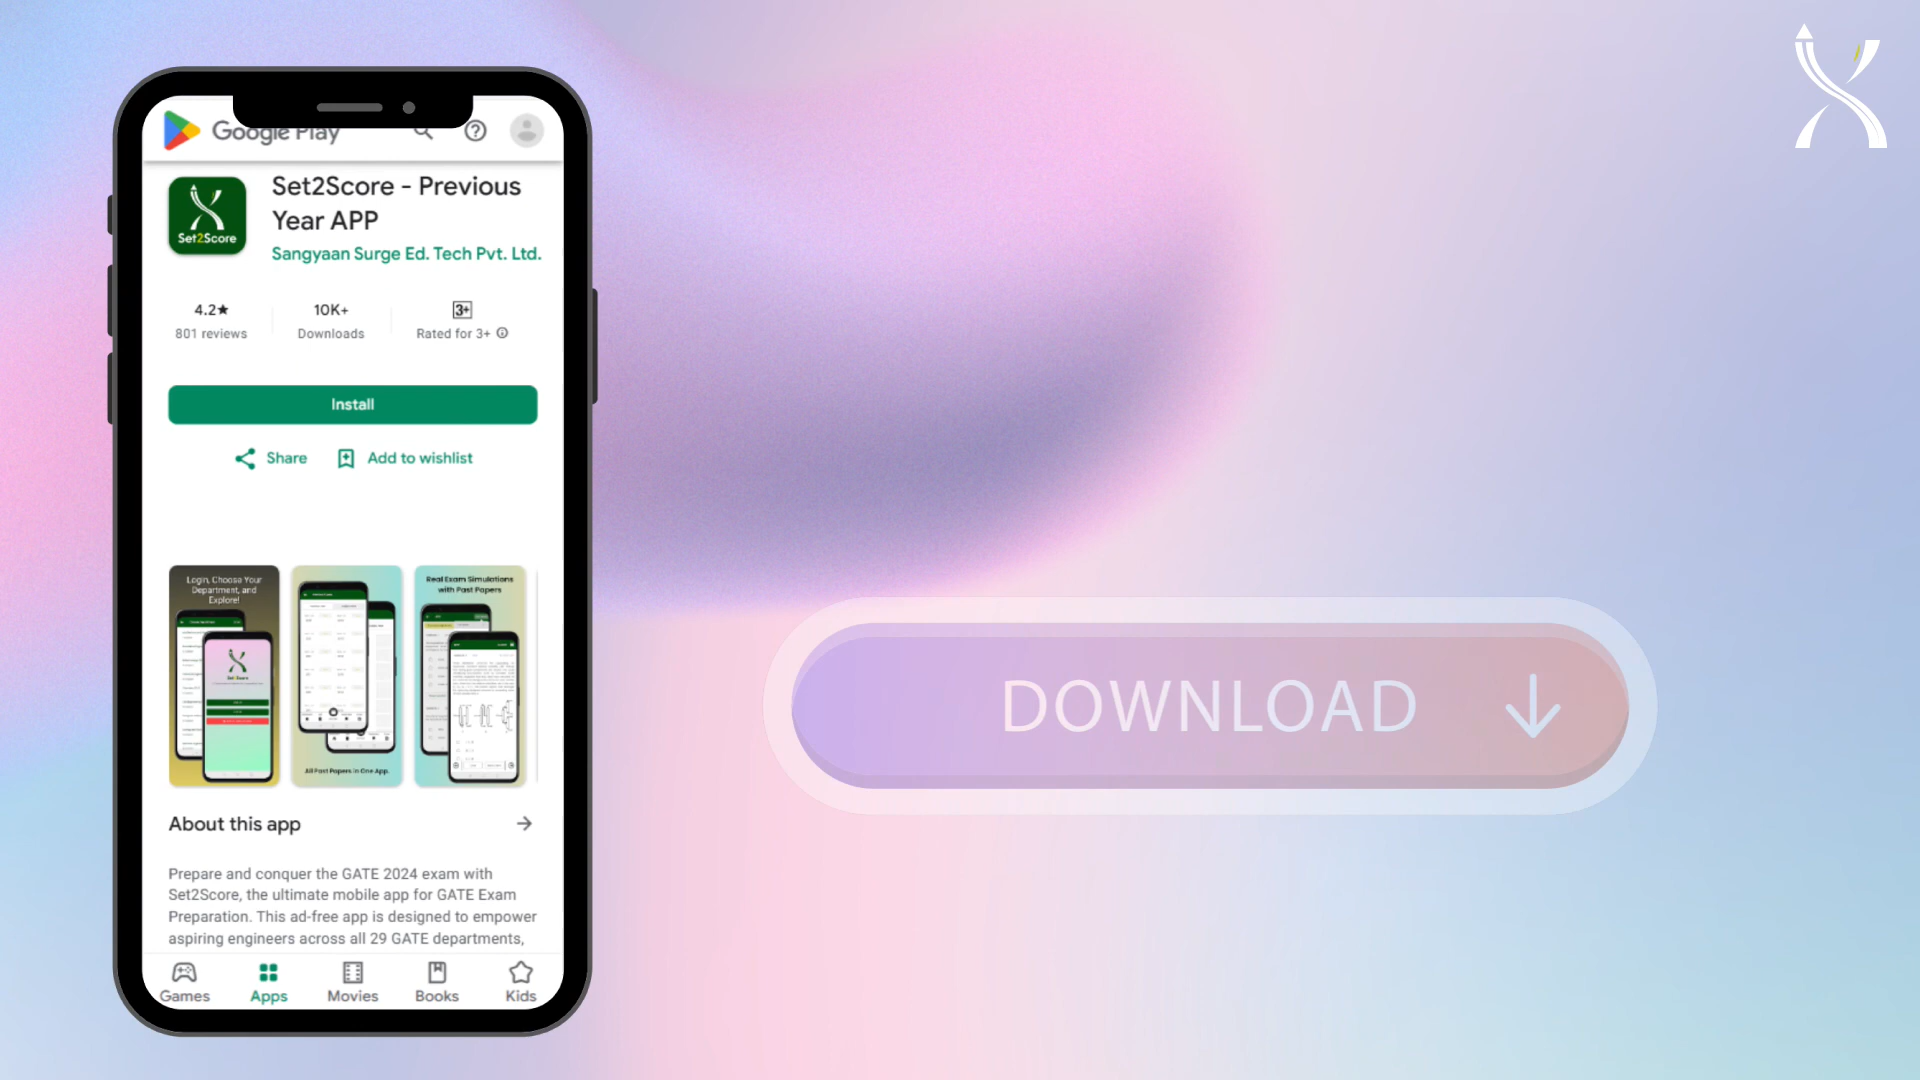 Google Play
Set2Score - Previous
Year APP
Set2Score
Sangyaan Surge Ed. Tech Pvt. Ltd.
4.2★
801 reviews
10K+
Downloads
3+
Rated for 3+
Install
Share
Add to wishlist
Login, Choose Your
Department, and
Explore!
Set2Score
All Past Papers in One App.
Real Exam Simulations
with Past Papers
About this app
Prepare and conquer the GATE 2024 exam with
Set2Score, the ultimate mobile app for GATE Exam
Preparation. This ad-free app is designed to empower
aspiring engineers across all 29 GATE departments,
Games
Apps
Movies
Books
Kids
DOWNLOAD